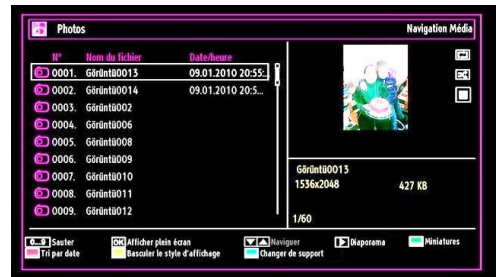 Photos
Navigation Média
N° Nom du fichier Date/heure
0001. Görüntü0013 09.01.2010 20:55:..
0002. Görüntü0014 09.01.2010 20:5...
0003. Görüntü002
0004. Görüntü006
0005. Görüntü008
0006. Görüntü009
0007. Görüntü010
0008. Görüntü011
0009. Görüntü012
Görüntü0013
1536x2048 427 KB
1/60
0...9 Sauter OK Afficher plein écran Naviguer Diaporama Miniatures
Tri par date Basculer le style d'affichage Changer de support